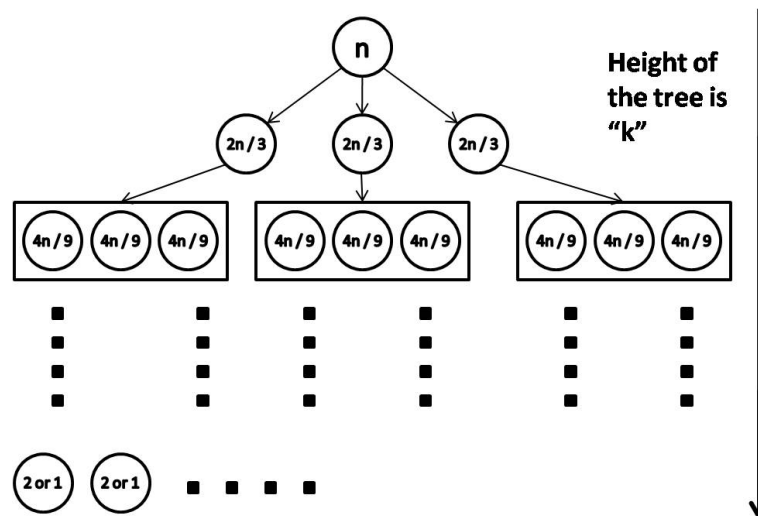 n
Height of
the tree is
“k”
2n/3 2n/3 2n/3
4n/9 4n/9 4n/9 4n/9 4n/9 4n/9 4n/9 4n/9 4n/9
2 or 1 2 or 1